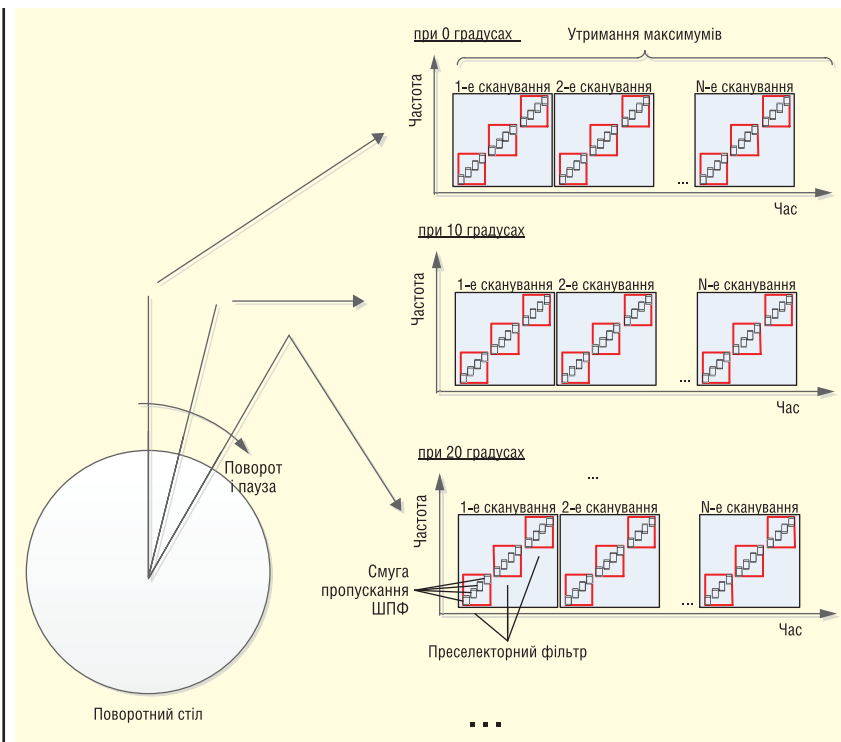 при 0 градусах
Утримання максимумів
Частота
1-е сканування 2-е сканування N-е сканування
...
Час
при 10 градусах
Частота
1-е сканування 2-е сканування N-е сканування
...
Час
Поворот
і пауза
при 20 градусах
...
Частота
1-е сканування 2-е сканування N-е сканування
...
Час
Смуга
пропускання
ШПФ
Преселекторний фільтр
Поворотний стіл
...